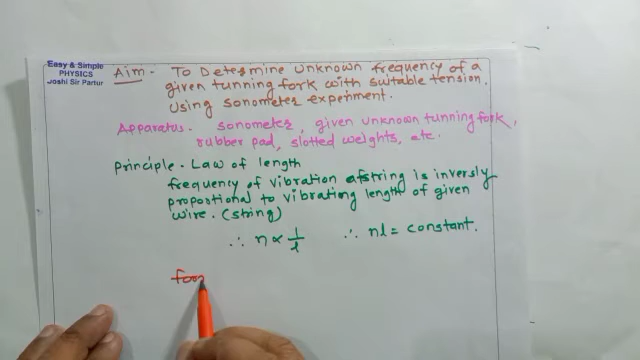 Easy & Simple
PHYSICS
Joshi Sir Partur
Aim - To Determine unknown frequency of a
given tunning fork with suitable tension.
Using sonometer experiment.
Apparatus - sonometer, given unknown tunning fork,
rubber pad, slotted weights, etc.
Principle - Law of length
frequency of vibration of string is inversly
proportional to vibrating length of given
wire. (string)
∴ n ∝ 1/l ∴ nl = constant.